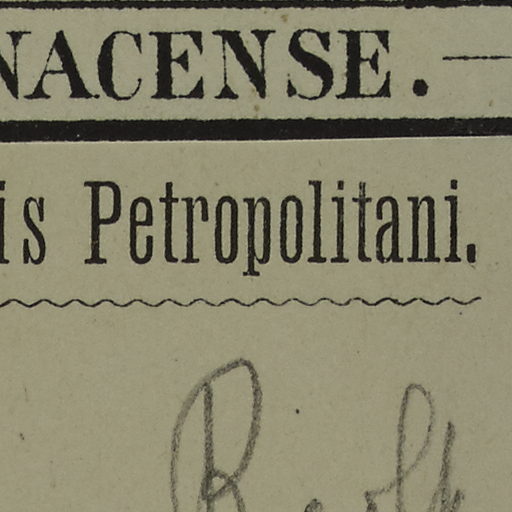 NACENSE.
is Petropolitani.